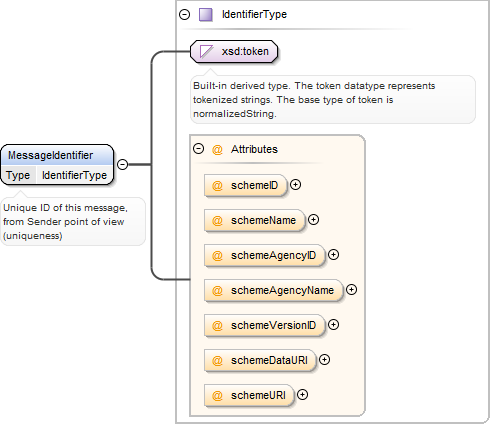 IdentifierType
xsd:token
Built-in derived type. The token datatype represents
tokenized strings. The base type of token is
normalizedString.
MessageIdentifier
Type IdentifierType
Unique ID of this message,
from Sender point of view
(uniqueness)
@ Attributes
@ schemeID
@ schemeName
@ schemeAgencyID
@ schemeAgencyName
@ schemeVersionID
@ schemeDataURI
@ schemeURI